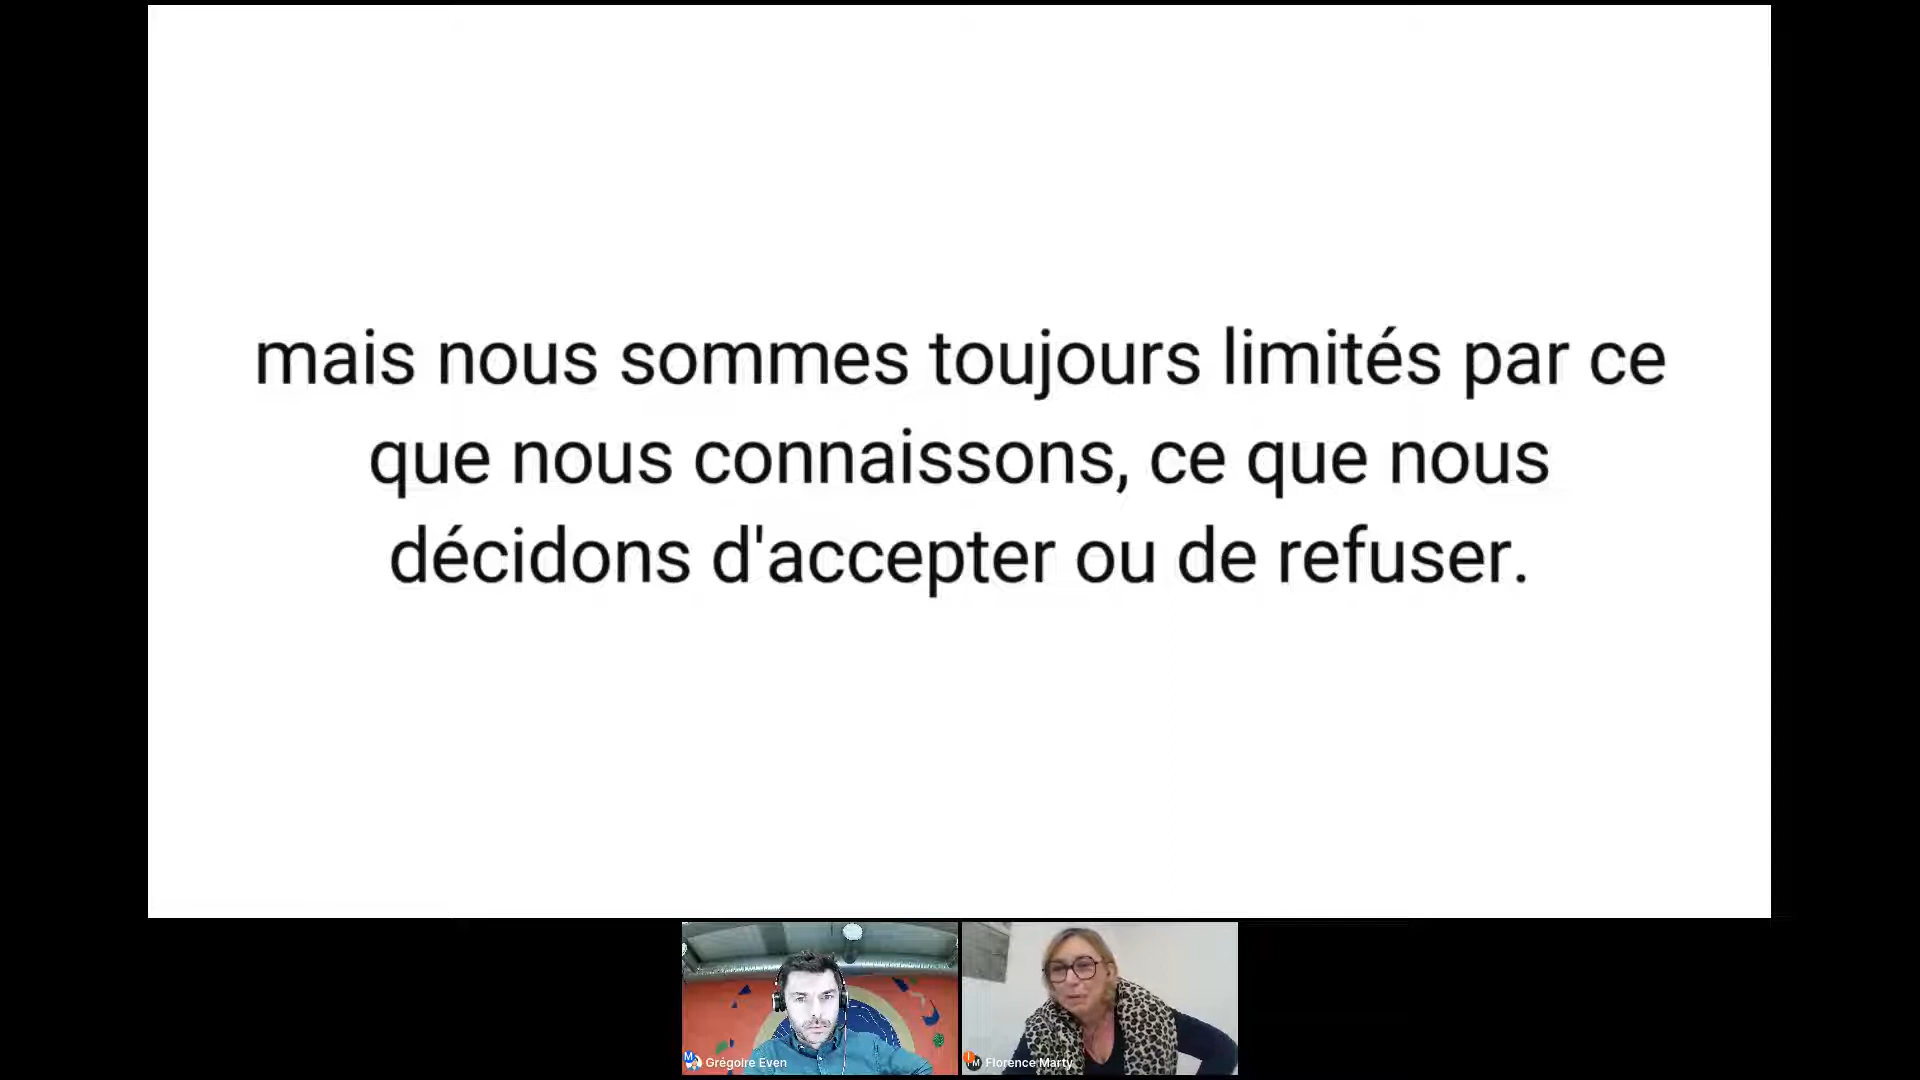 mais nous sommes toujours limités par ce
que nous connaissons, ce que nous
décidons d'accepter ou de refuser.
Grégoire Even
Florence Marty